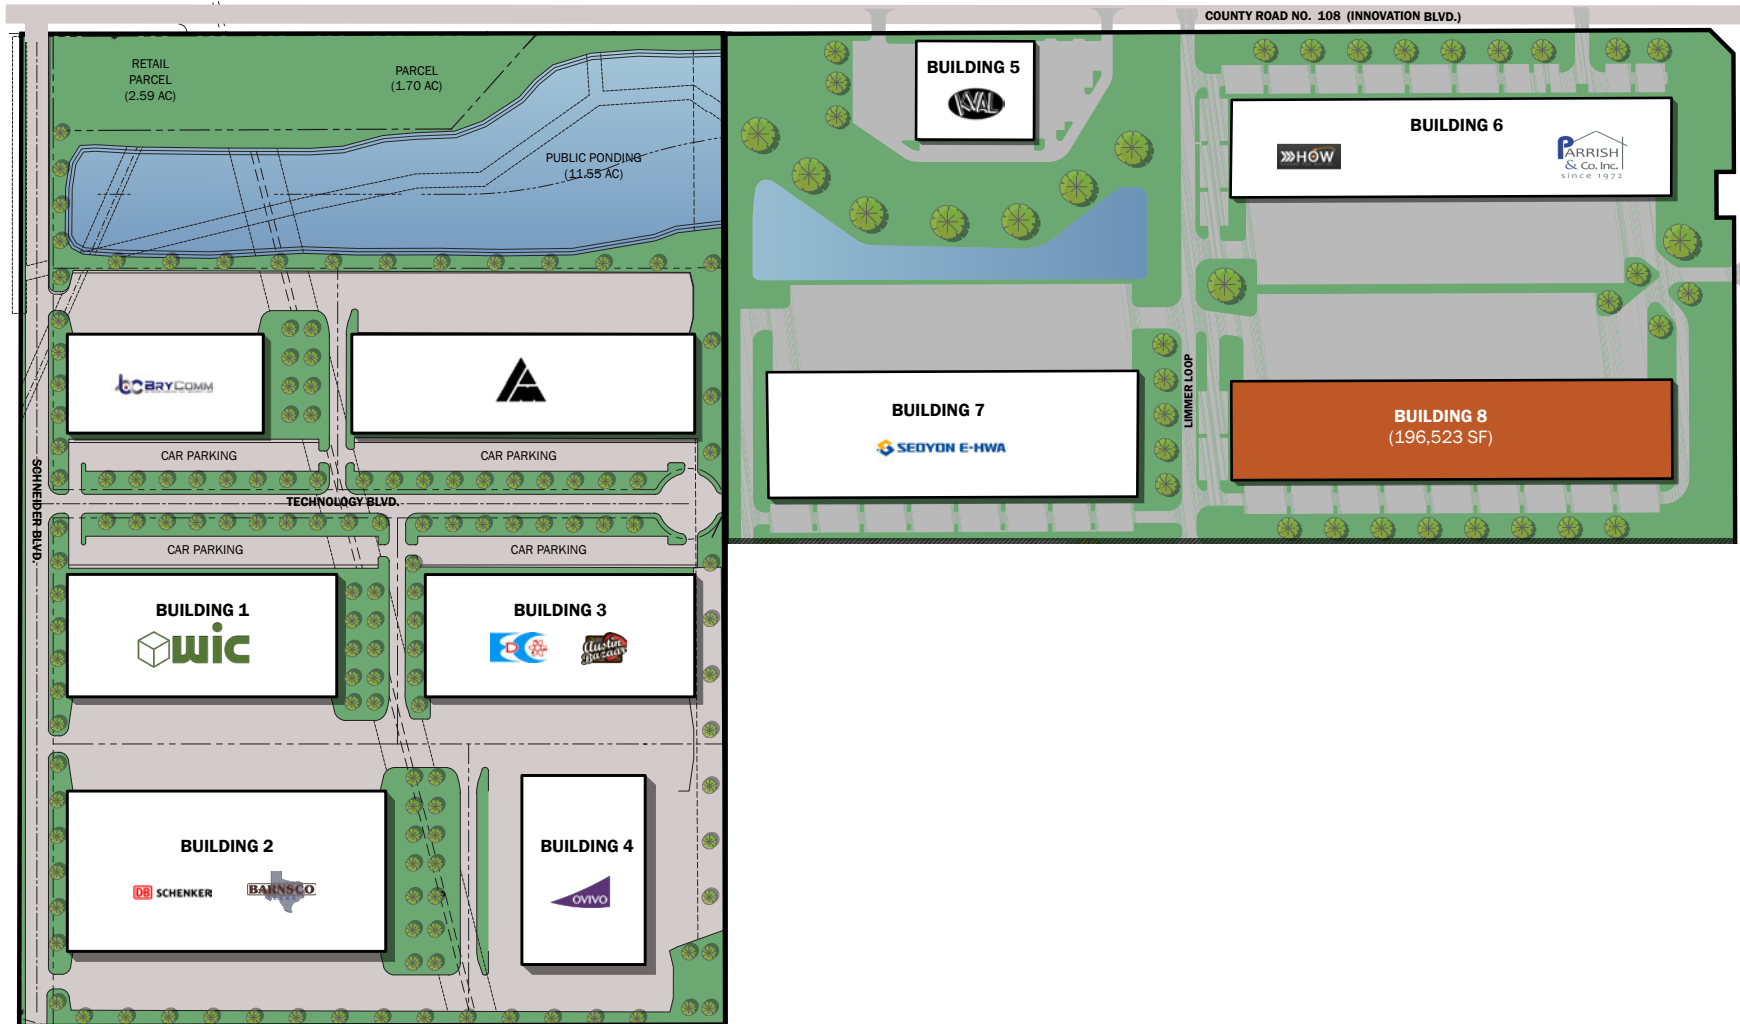 COUNTY ROAD NO. 108 (INNOVATION BLVD.)
RETAIL
PARCEL
(2.59 AC)
PARCEL
(1.70 AC)
PUBLIC PONDING
(11.55 AC)
BUILDING 5
KVAL
BUILDING 6
HOW
PARRISH
& Co. Inc.
since 1972
BRYCOMM
BUILDING 7
SEOYON E-HWA
LIMMER LOOP
BUILDING 8
(196,523 SF)
CAR PARKING
CAR PARKING
SCHNEIDER BLVD.
TECHNOLOGY BLVD.
CAR PARKING
CAR PARKING
BUILDING 1
WIC
BUILDING 3
Austin
Bazaar
BUILDING 2
DB SCHENKER
BARNSCO
BUILDING 4
OVIVO